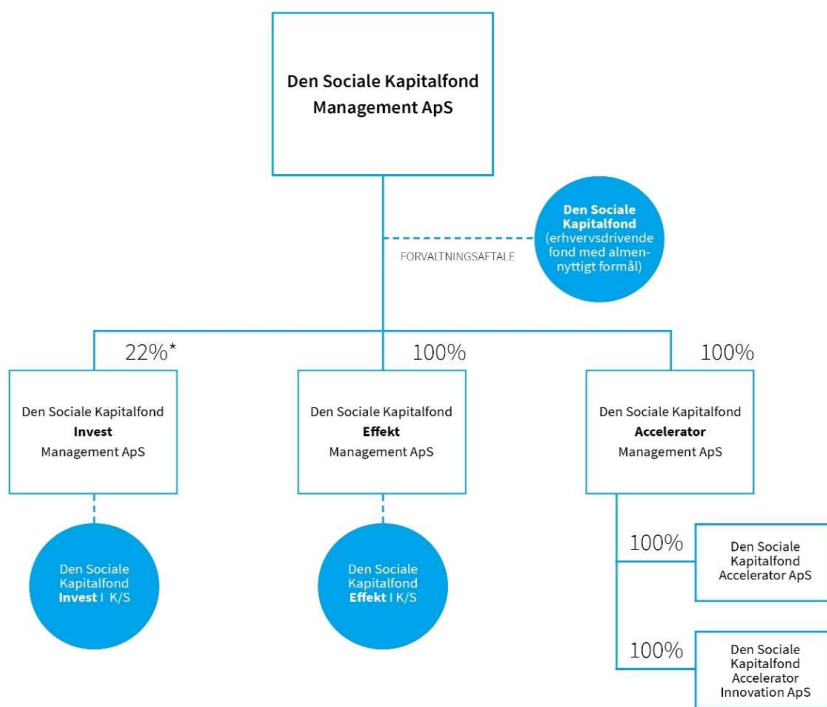 Den Sociale Kapitalfond
Management ApS
Den Sociale
Kapitalfond
(erhvervsdrivende
fond med almen-
nyttigt formål)
FORVALTNINGSAFTALE
22%*
100%
100%
Den Sociale Kapitalfond
Invest
Management ApS
Den Sociale Kapitalfond
Effekt
Management ApS
Den Sociale Kapitalfond
Accelerator
Management ApS
Den Sociale
Kapitalfond
Invest I K/S
Den Sociale
Kapitalfond
Effekt I K/S
100%
Den Sociale
Kapitalfond
Accelerator ApS
100%
Den Sociale
Kapitalfond
Accelerator
Innovation ApS